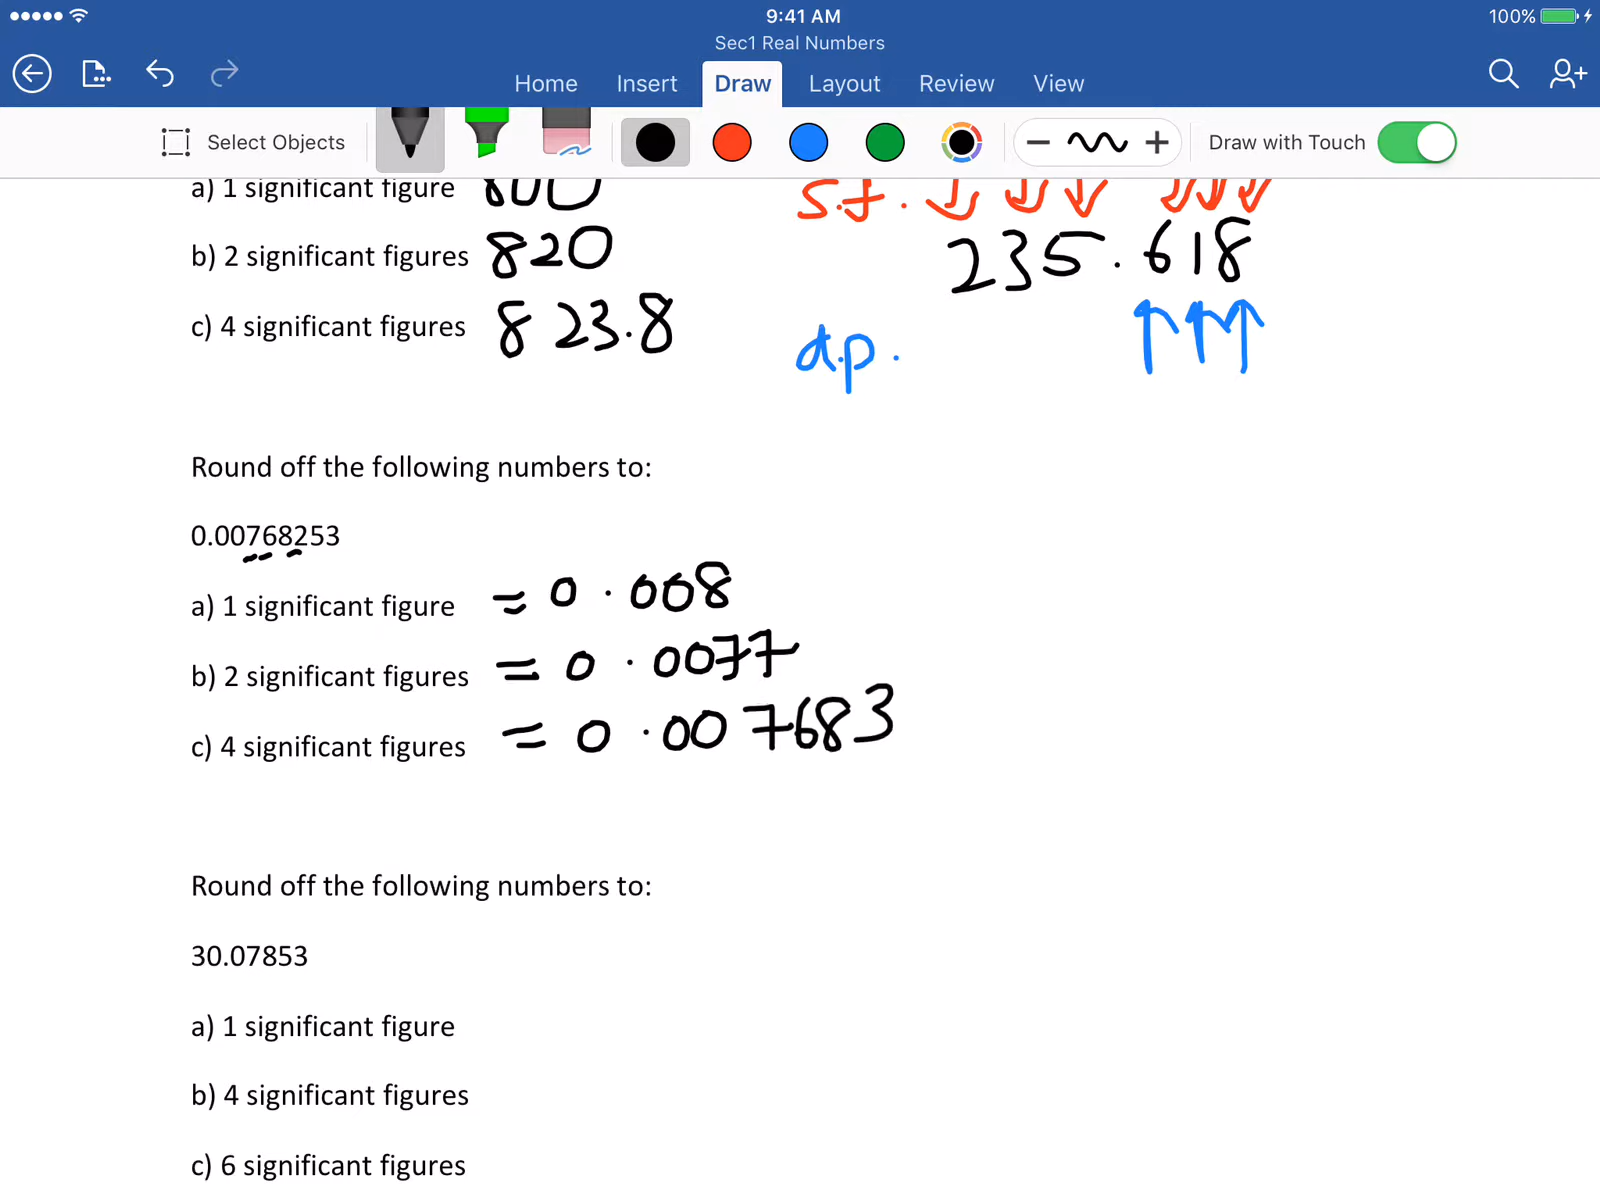 9:41 AM
100%
Sec1 Real Numbers
Home Insert Draw Layout Review View
Select Objects
Draw with Touch
a) 1 significant figure 800
s.f.
b) 2 significant figures 820
235.618
c) 4 significant figures 823.8
d.p.
Round off the following numbers to:
0.00768253
a) 1 significant figure = 0.008
b) 2 significant figures = 0.0077
c) 4 significant figures = 0.007683
Round off the following numbers to:
30.07853
a) 1 significant figure
b) 4 significant figures
c) 6 significant figures